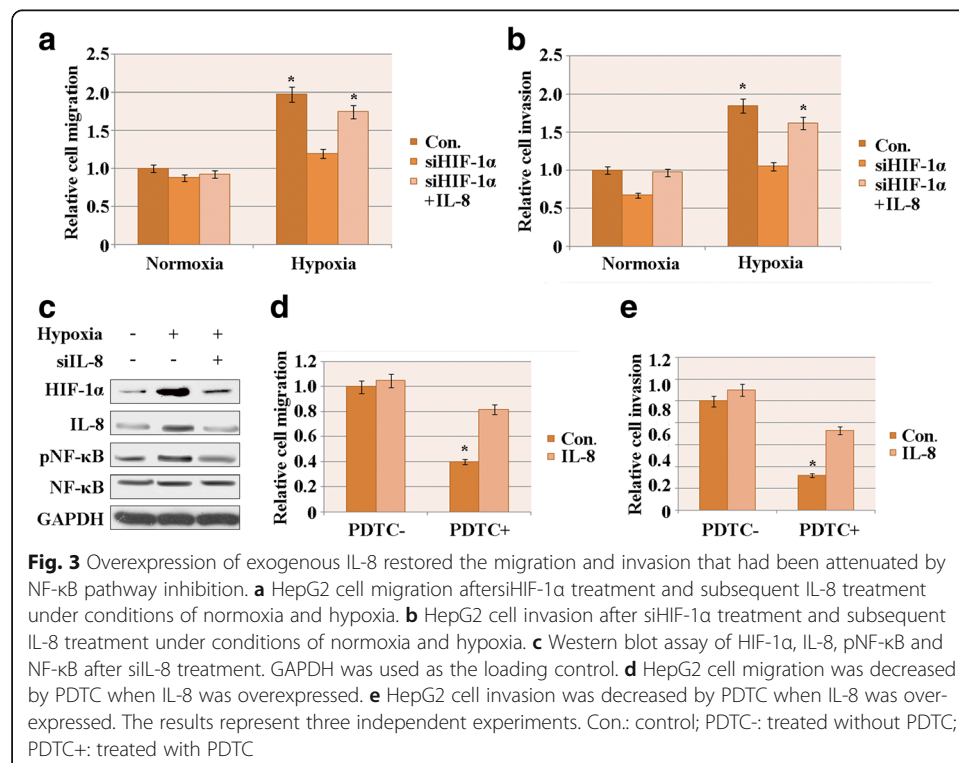 a
2.5
2.0
1.5
1.0
0.5
0
Relative cell migration
*
*
Normoxia
Hypoxia
Con.
siHIF-1α
siHIF-1α
+IL-8
b
2.5
2.0
1.5
1.0
0.5
0
Relative cell invasion
*
*
Normoxia
Hypoxia
Con.
siHIF-1α
siHIF-1α
+IL-8
c
Hypoxia - + +
siIL-8 - - +
HIF-1α
IL-8
pNF-κB
NF-κB
GAPDH
d
1.2
1.0
0.8
0.6
0.4
0.2
0
Relative cell migration
*
PDTC-
PDTC+
Con.
IL-8
e
1.2
1.0
0.8
0.6
0.4
0.2
0
Relative cell invasion
*
PDTC-
PDTC+
Con.
IL-8
Fig. 3 Overexpression of exogenous IL-8 restored the migration and invasion that had been attenuated by
NF-κB pathway inhibition. a HepG2 cell migration aftersiHIF-1α treatment and subsequent IL-8 treatment
under conditions of normoxia and hypoxia. b HepG2 cell invasion after siHIF-1α treatment and subsequent
IL-8 treatment under conditions of normoxia and hypoxia. c Western blot assay of HIF-1α, IL-8, pNF-κB and
NF-κB after siIL-8 treatment. GAPDH was used as the loading control. d HepG2 cell migration was decreased
by PDTC when IL-8 was overexpressed. e HepG2 cell invasion was decreased by PDTC when IL-8 was over-
expressed. The results represent three independent experiments. Con.: control; PDTC-: treated without PDTC;
PDTC+: treated with PDTC